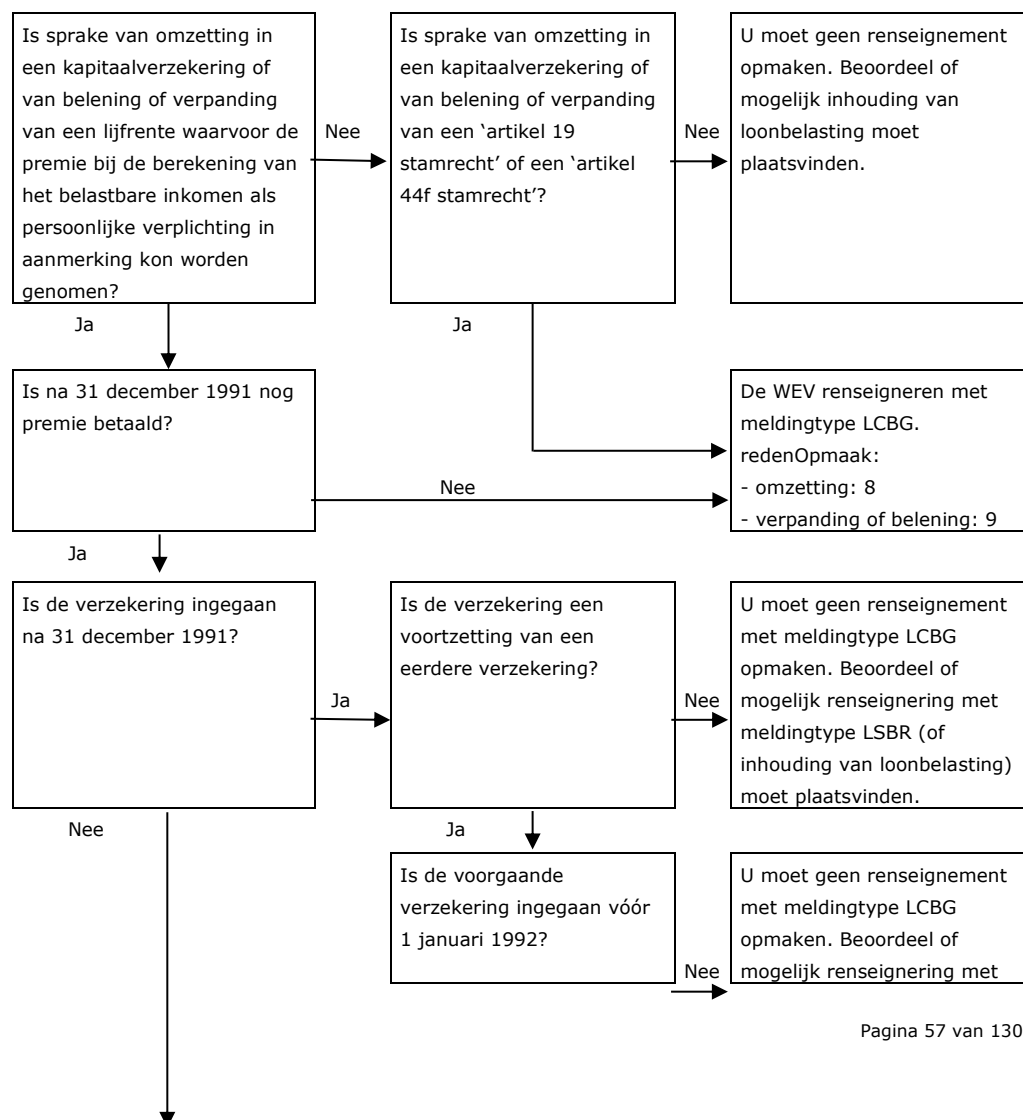 Is sprake van omzetting in
een kapitaalverzekering of
van belening of verpanding
van een lijfrente waarvoor de
premie bij de berekening van
het belastbare inkomen als
persoonlijke verplichting in
aanmerking kon worden
genomen?
Nee
Is sprake van omzetting in
een kapitaalverzekering of
van belening of verpanding
van een ‘artikel 19
stamrecht’ of een ‘artikel
44f stamrecht’?
Nee
U moet geen renseignement
opmaken. Beoordeel of
mogelijk inhouding van
loonbelasting moet
plaatsvinden.
Ja
Ja
Is na 31 december 1991 nog
premie betaald?
Nee
De WEV renseigneren met
meldingtype LCBG.
redenOpmaak:
- omzetting: 8
- verpanding of belening: 9
Ja
Is de verzekering ingegaan
na 31 december 1991?
Ja
Is de verzekering een
voortzetting van een
eerdere verzekering?
Nee
U moet geen renseignement
met meldingtype LCBG
opmaken. Beoordeel of
mogelijk renseignering met
meldingtype LSBR (of
inhouding van loonbelasting)
moet plaatsvinden.
Nee
Ja
Is de voorgaande
verzekering ingegaan vóór
1 januari 1992?
Nee
U moet geen renseignement
met meldingtype LCBG
opmaken. Beoordeel of
mogelijk renseignering met
Pagina 57 van 130